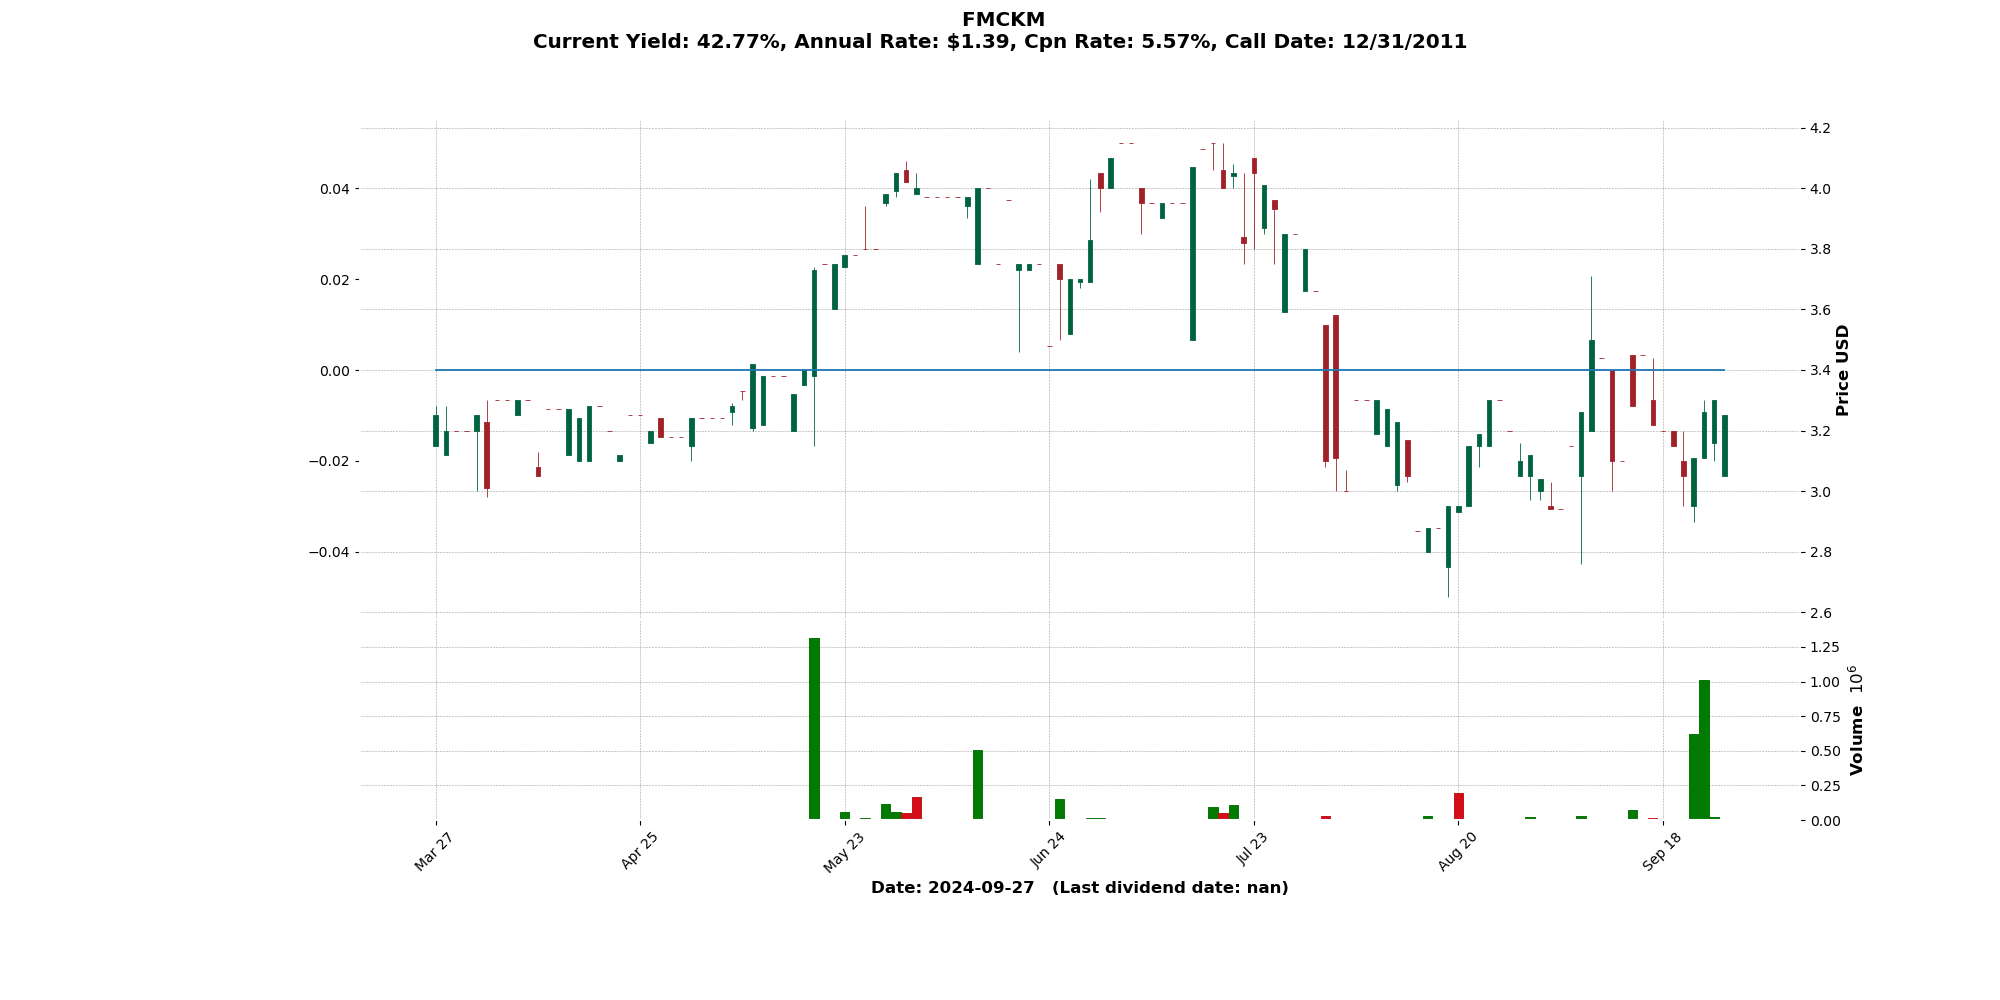 FMCKM
Current Yield: 42.77%, Annual Rate: $1.39, Cpn Rate: 5.57%, Call Date: 12/31/2011
0.04
0.02
0.00
−0.02
−0.04
4.2
4.0
3.8
3.6
3.4
3.2
3.0
2.8
2.6
Price USD
1.25
1.00
0.75
0.50
0.25
0.00
Volume 10⁶
Mar 27
Apr 25
May 23
Jun 24
Jul 23
Aug 20
Sep 18
Date: 2024-09-27 (Last dividend date: nan)